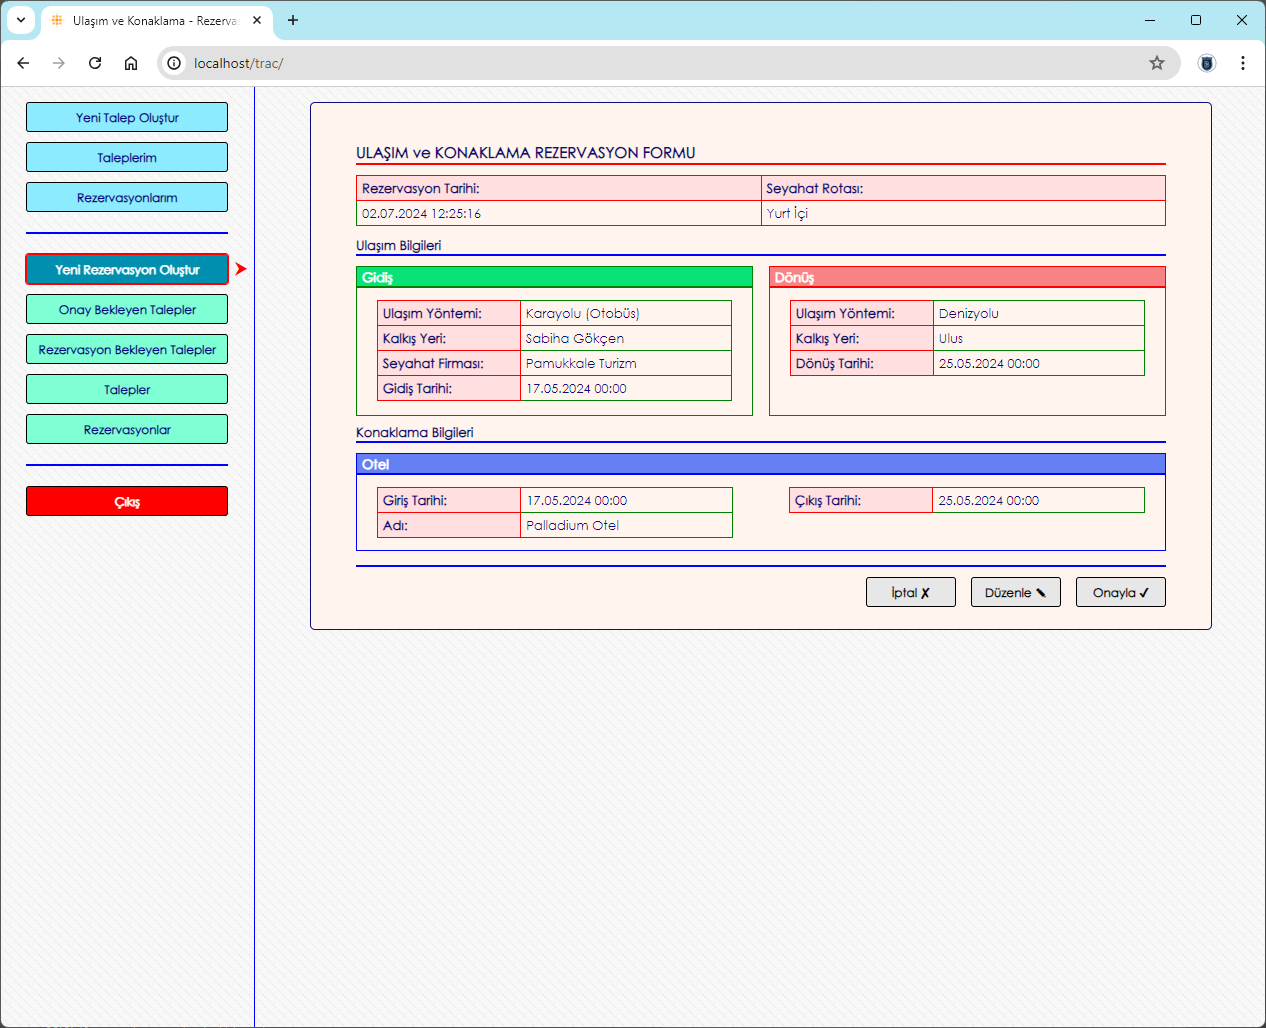 Ulaşım ve Konaklama - Rezerva
localhost/trac/
Yeni Talep Oluştur
Taleplerim
Rezervasyonlarım
Yeni Rezervasyon Oluştur
Onay Bekleyen Talepler
Rezervasyon Bekleyen Talepler
Talepler
Rezervasyonlar
Çıkış
ULAŞIM ve KONAKLAMA REZERVASYON FORMU
Rezervasyon Tarihi: Seyahat Rotası:
02.07.2024 12:25:16 Yurt İçi
Ulaşım Bilgileri
Gidiş
Ulaşım Yöntemi: Karayolu (Otobüs)
Kalkış Yeri: Sabiha Gökçen
Seyahat Firması: Pamukkale Turizm
Gidiş Tarihi: 17.05.2024 00:00
Dönüş
Ulaşım Yöntemi: Denizyolu
Kalkış Yeri: Ulus
Dönüş Tarihi: 25.05.2024 00:00
Konaklama Bilgileri
Otel
Giriş Tarihi: 17.05.2024 00:00 Çıkış Tarihi: 25.05.2024 00:00
Adı: Palladium Otel
İptal ✗ Düzenle ✎ Onayla ✓